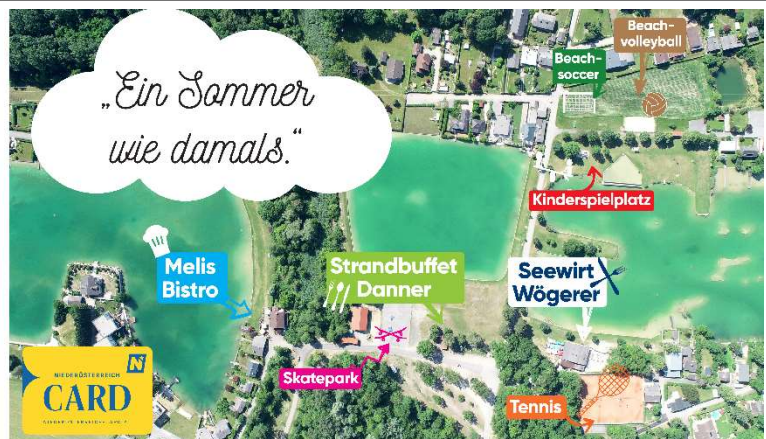 „Ein Sommer
wie damals.“
Beach-
volleyball
Beach-
soccer
Kinderspielplatz
Melis
Bistro
Strandbuffet
Danner
Seewirt
Wögerer
Skatepark
Tennis
NIEDERÖSTERREICH
CARD